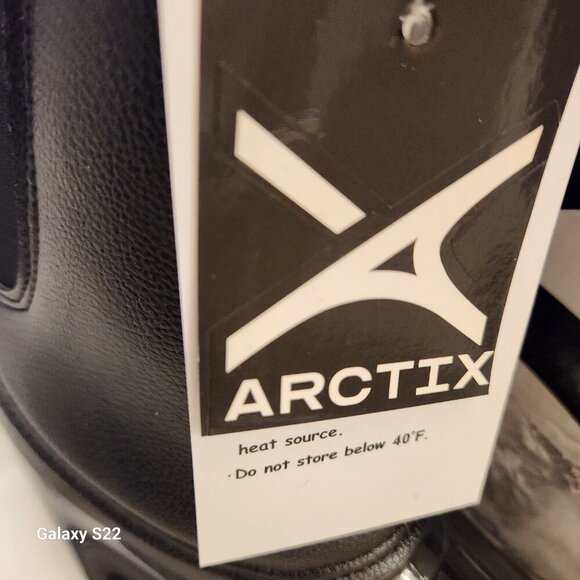 ARCTIX
heat source.
·Do not store below 40°F.
Galaxy S22